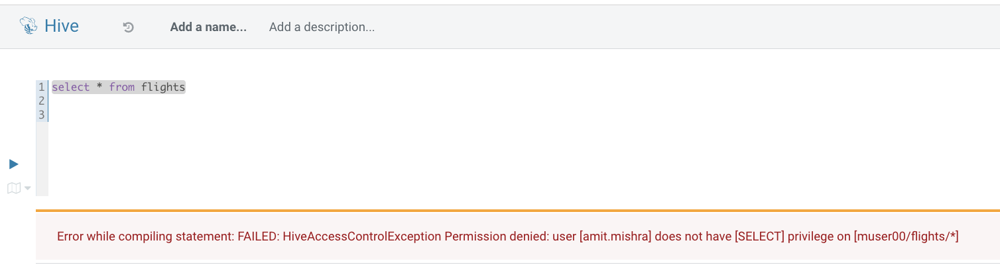 Hive Add a name... Add a description...
1 select * from flights
2
3
Error while compiling statement: FAILED: HiveAccessControlException Permission denied: user [amit.mishra] does not have [SELECT] privilege on [muser00/flights/*]